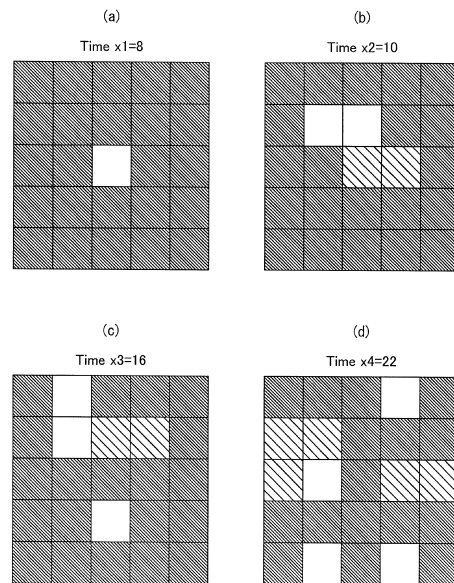 (a)
Time x1=8
(b)
Time x2=10
(c)
Time x3=16
(d)
Time x4=22